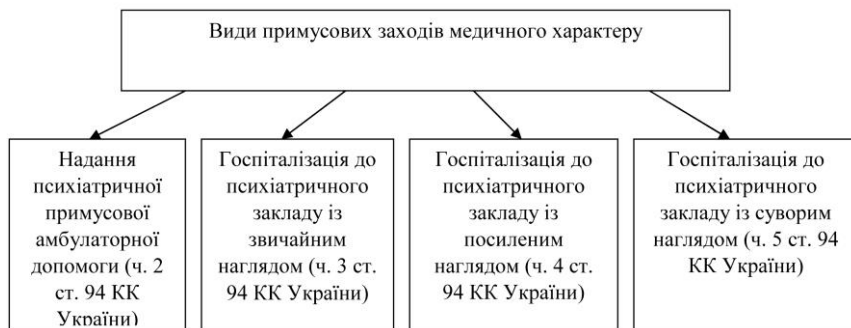 Види примусових заходів медичного характеру
Надання
психіатричної
примусової
амбулаторної
допомоги (ч. 2
ст. 94 КК
України)
Госпіталізація до
психіатричного
закладу із
звичайним
наглядом (ч. 3 ст.
94 КК України)
Госпіталізація до
психіатричного
закладу із
посиленим
наглядом (ч. 4 ст.
94 КК України)
Госпіталізація до
психіатричного
закладу із суворим
наглядом (ч. 5 ст. 94
КК України)